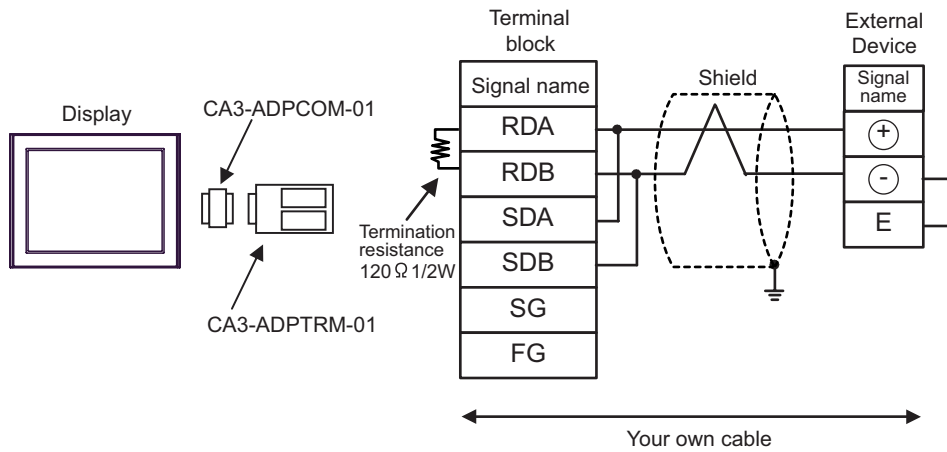 Display
CA3-ADPCOM-01
CA3-ADPTRM-01
Termination
resistance
120 Ω 1/2W
Terminal
block
Signal name
RDA
RDB
SDA
SDB
SG
FG
Shield
External
Device
Signal
name
+
-
E
Your own cable